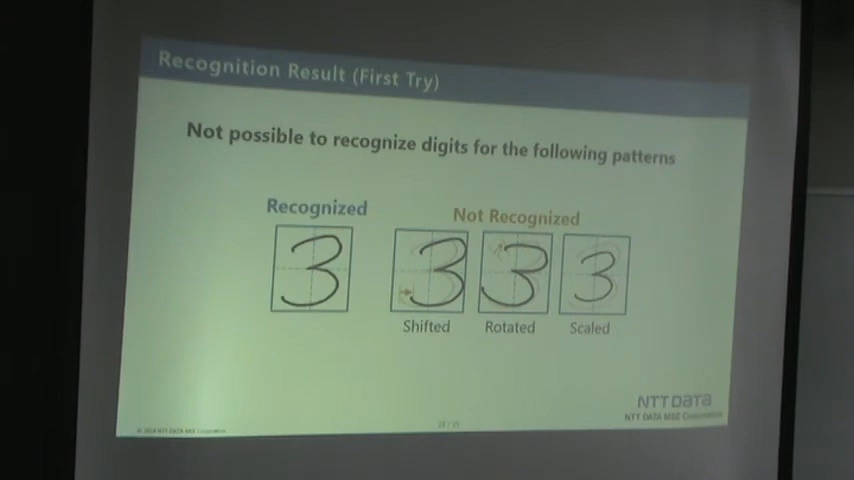 Recognition Result (First Try)
Not possible to recognize digits for the following patterns
Recognized
Not Recognized
3 3 3 3
Shifted Rotated Scaled
NTT DATA
NTT DATA MSE Corporation